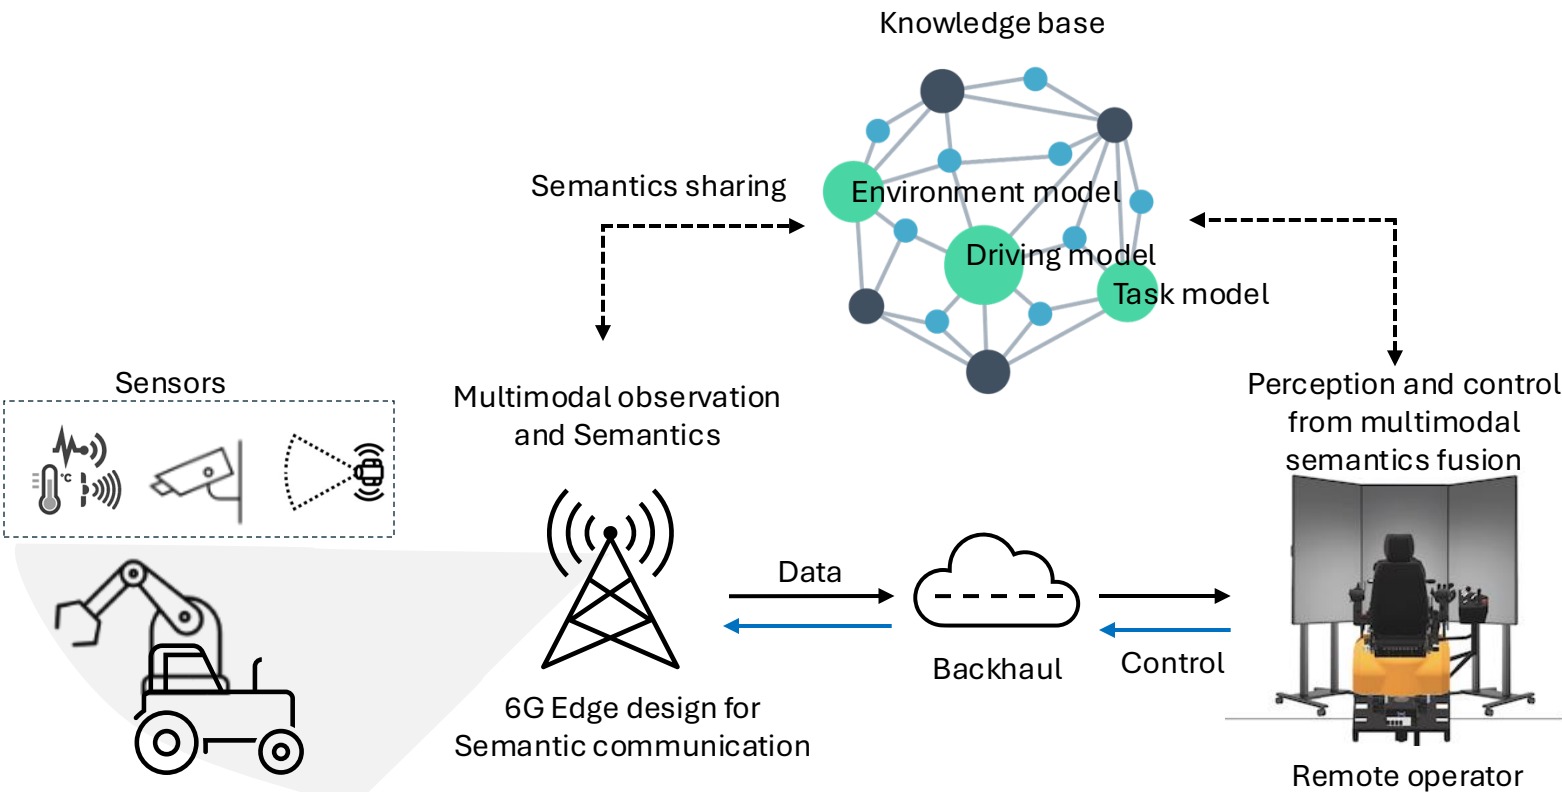 Knowledge base
Semantics sharing
Environment model
Driving model
Task model
Sensors
°C
Multimodal observation
and Semantics
Perception and control
from multimodal
semantics fusion
Data
Backhaul
Control
6G Edge design for
Semantic communication
Remote operator